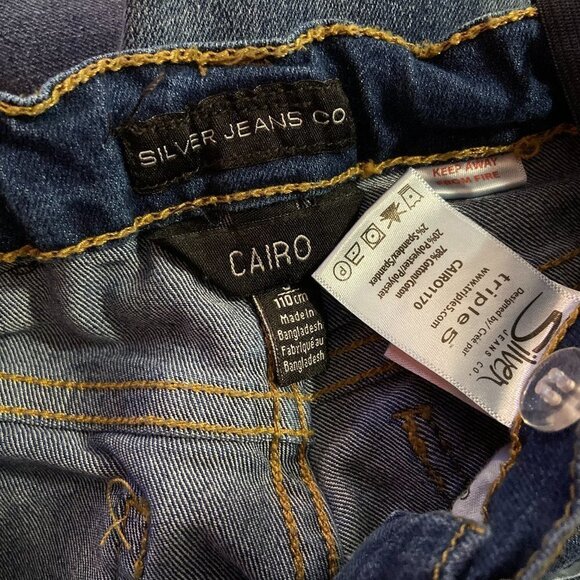 SILVER JEANS CO
CAIRO
110cm
Made in
Bangladesh
Fabriqué au
Bangladesh
KEEP AWAY
FROM FIRE
Silver
JEANS CO.
Designed by/Créé par
triple5
www.triple5.com
CAIRO1170
78% Cotton/Coton
20% Polyester/Polyester
2% Spandex/Spandex
P